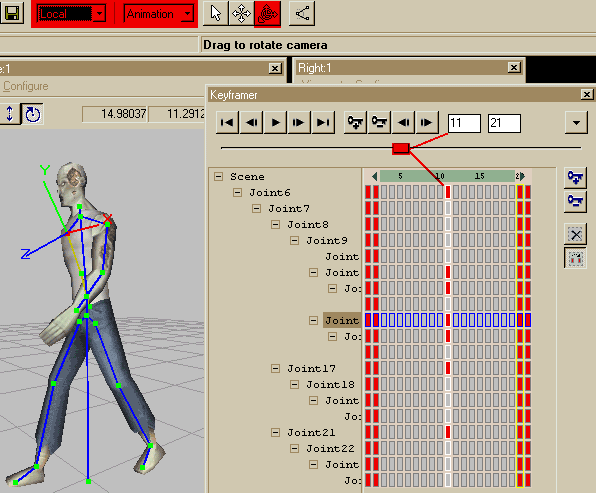 Local Animation
Drag to rotate camera
e:1
Configure
Right:1
14.98037 11.2912
Keyframer
11 21
5 10 15 2
Scene
Joint6
Joint7
Joint8
Joint9
Joint
Joint
Jo:
Joint
Jo:
Joint17
Joint18
Joint
Jo:
Joint21
Joint22
Joint
Jo:
Y
X
Z